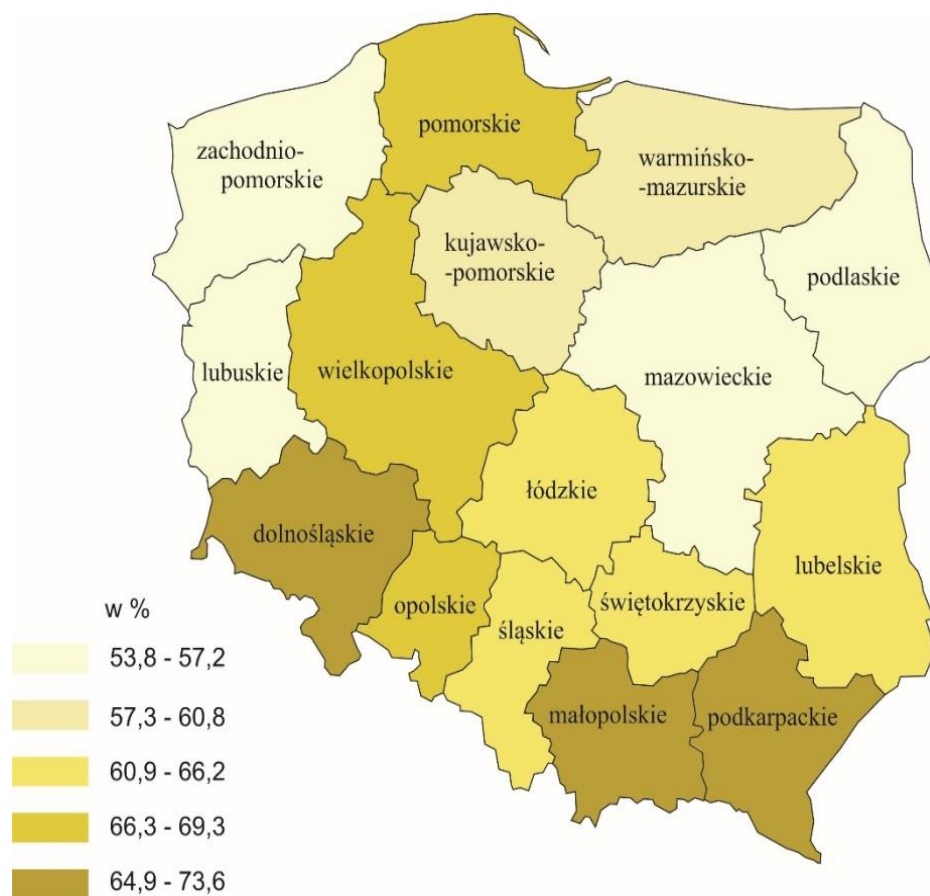 pomorskie
zachodnio-
pomorskie
warmińsko-
-mazurskie
kujawsko-
-pomorskie
podlaskie
lubuskie
wielkopolskie
mazowieckie
łódzkie
dolnośląskie
lubelskie
opolskie
śląskie
świętokrzyskie
małopolskie
podkarpackie
w %
53,8 - 57,2
57,3 - 60,8
60,9 - 66,2
66,3 - 69,3
64,9 - 73,6